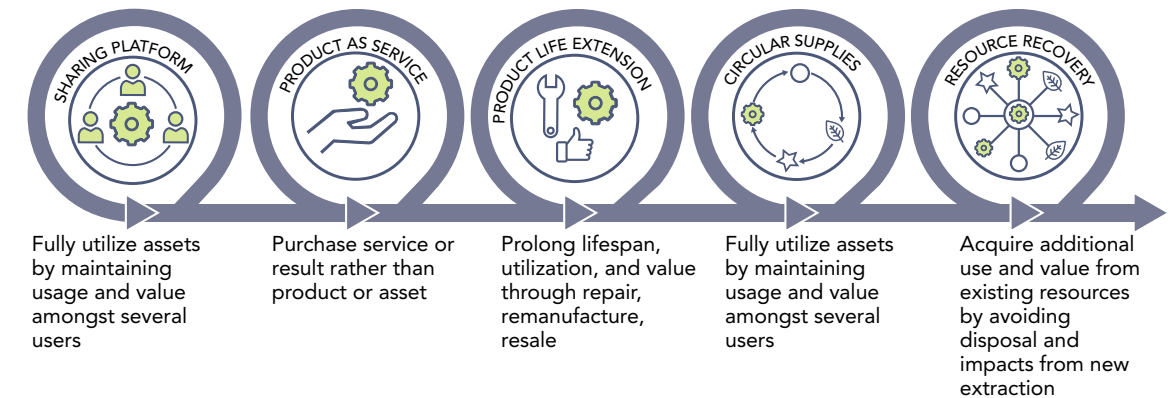 SHARING PLATFORM
Fully utilize assets
by maintaining
usage and value
amongst several
users
PRODUCT AS SERVICE
Purchase service or
result rather than
product or asset
PRODUCT LIFE EXTENSION
Prolong lifespan,
utilization, and value
through repair,
remanufacture,
resale
CIRCULAR SUPPLIES
Fully utilize assets
by maintaining
usage and value
amongst several
users
RESOURCE RECOVERY
Acquire additional
use and value from
existing resources
by avoiding
disposal and
impacts from new
extraction